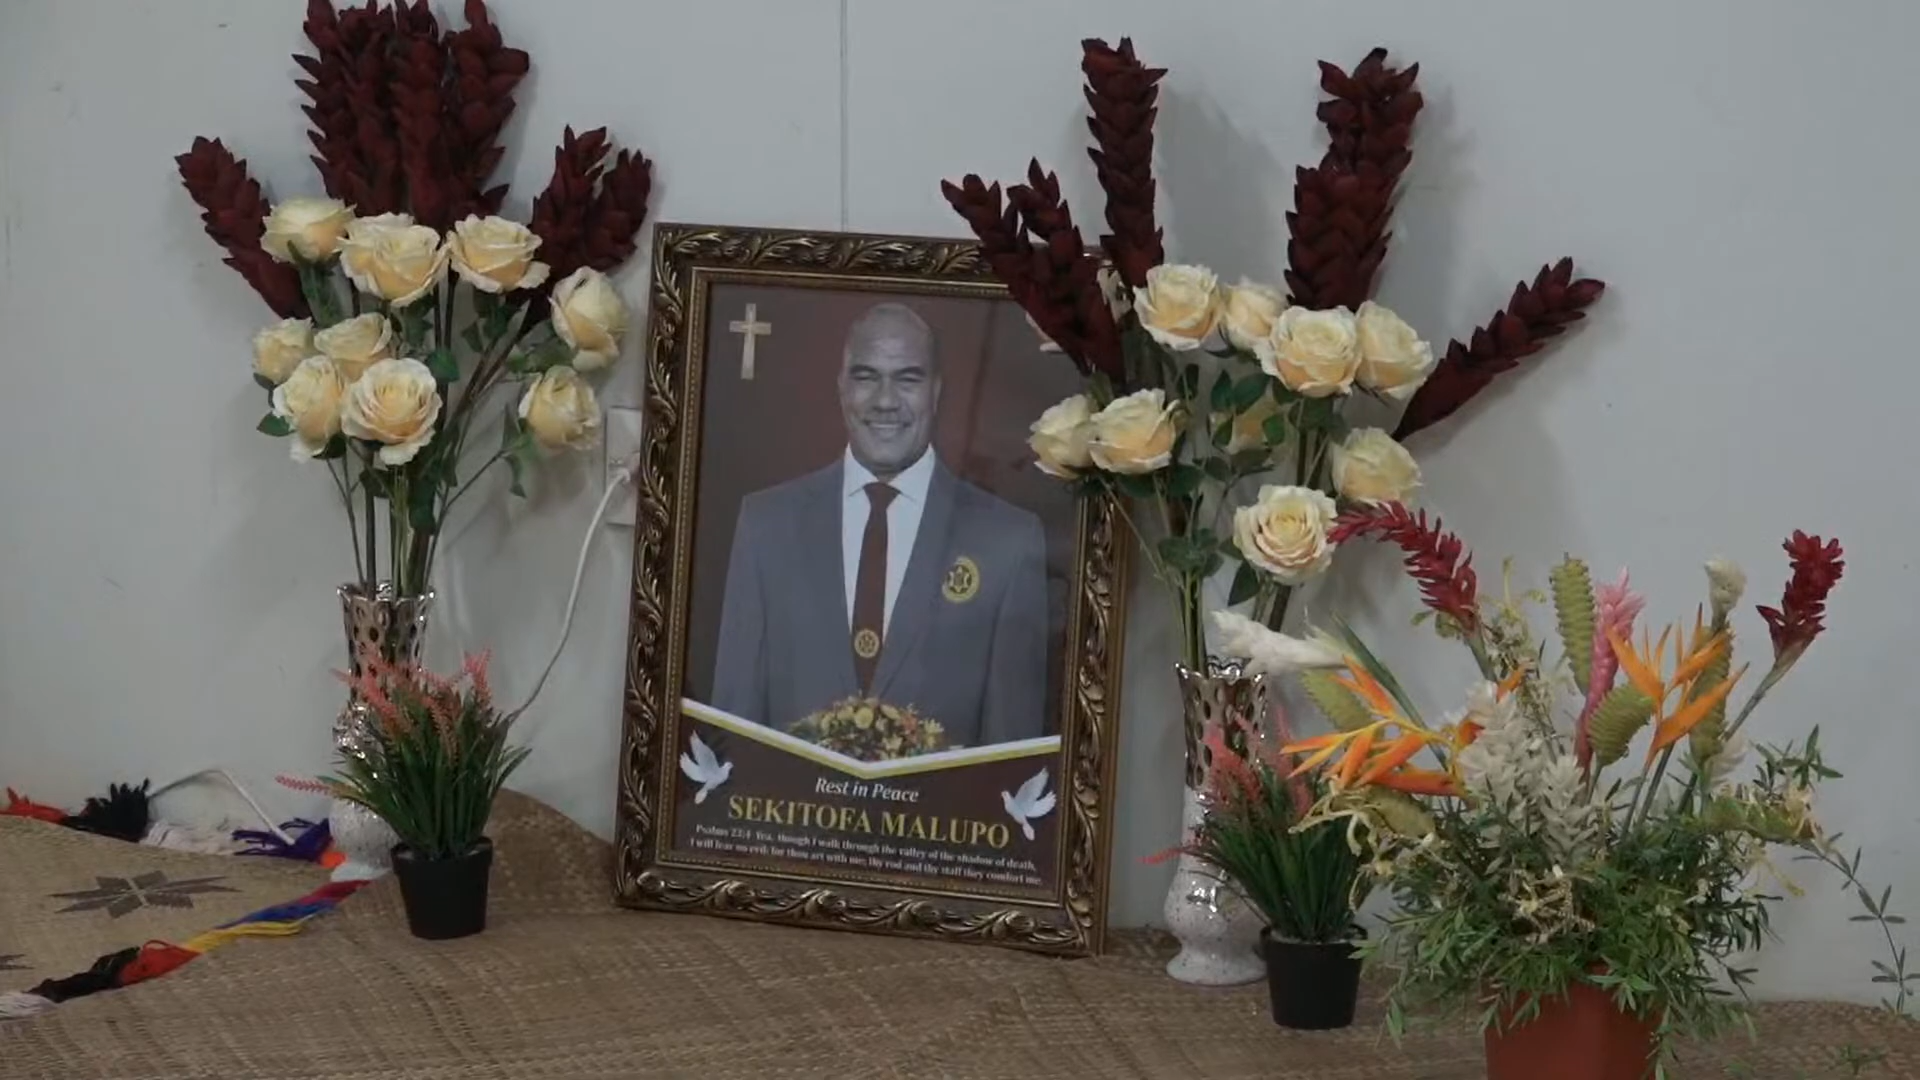 Rest in Peace
SEKITOFA MALUPO
Psalms 23:4 Yea, though I walk through the valley of the shadow of death,
I will fear no evil: for thou art with me; thy rod and thy staff they comfort me.